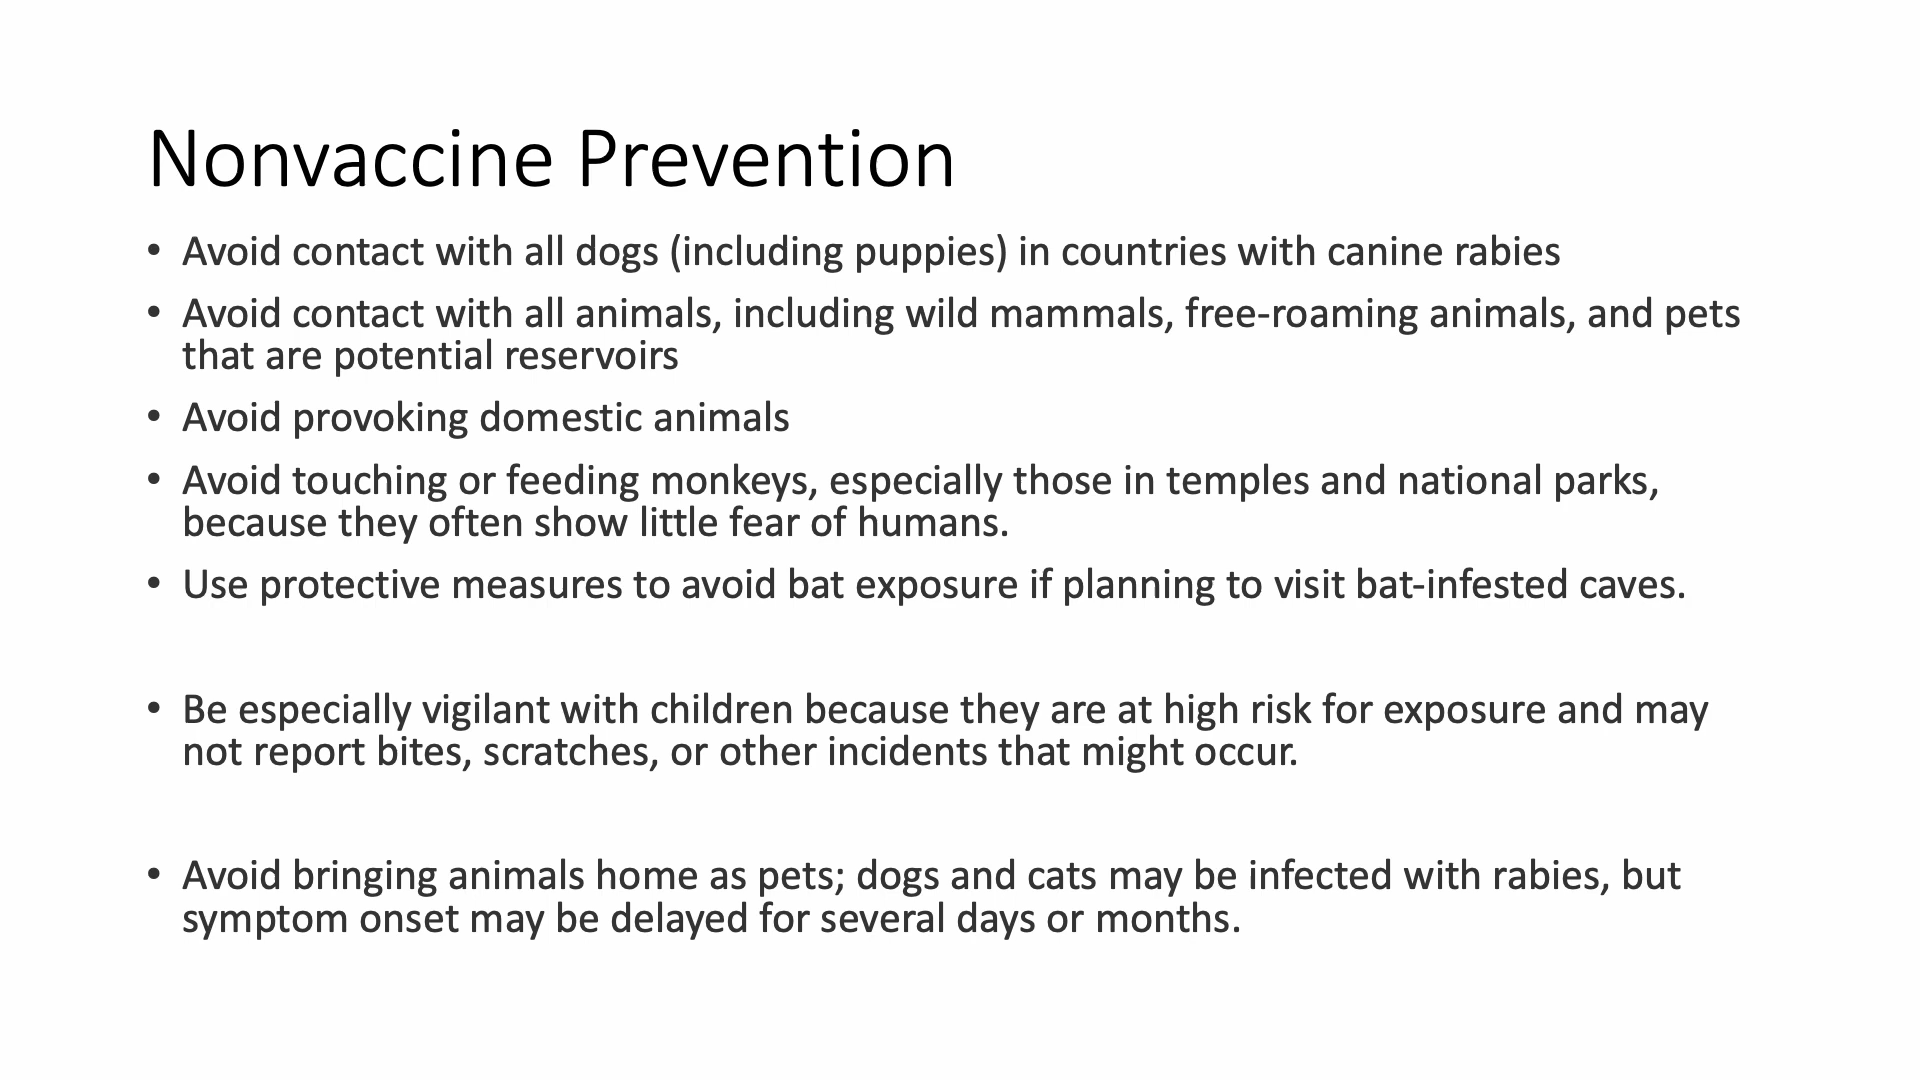 Nonvaccine Prevention
• Avoid contact with all dogs (including puppies) in countries with canine rabies
• Avoid contact with all animals, including wild mammals, free-roaming animals, and pets
that are potential reservoirs
• Avoid provoking domestic animals
• Avoid touching or feeding monkeys, especially those in temples and national parks,
because they often show little fear of humans.
• Use protective measures to avoid bat exposure if planning to visit bat-infested caves.
• Be especially vigilant with children because they are at high risk for exposure and may
not report bites, scratches, or other incidents that might occur.
• Avoid bringing animals home as pets; dogs and cats may be infected with rabies, but
symptom onset may be delayed for several days or months.